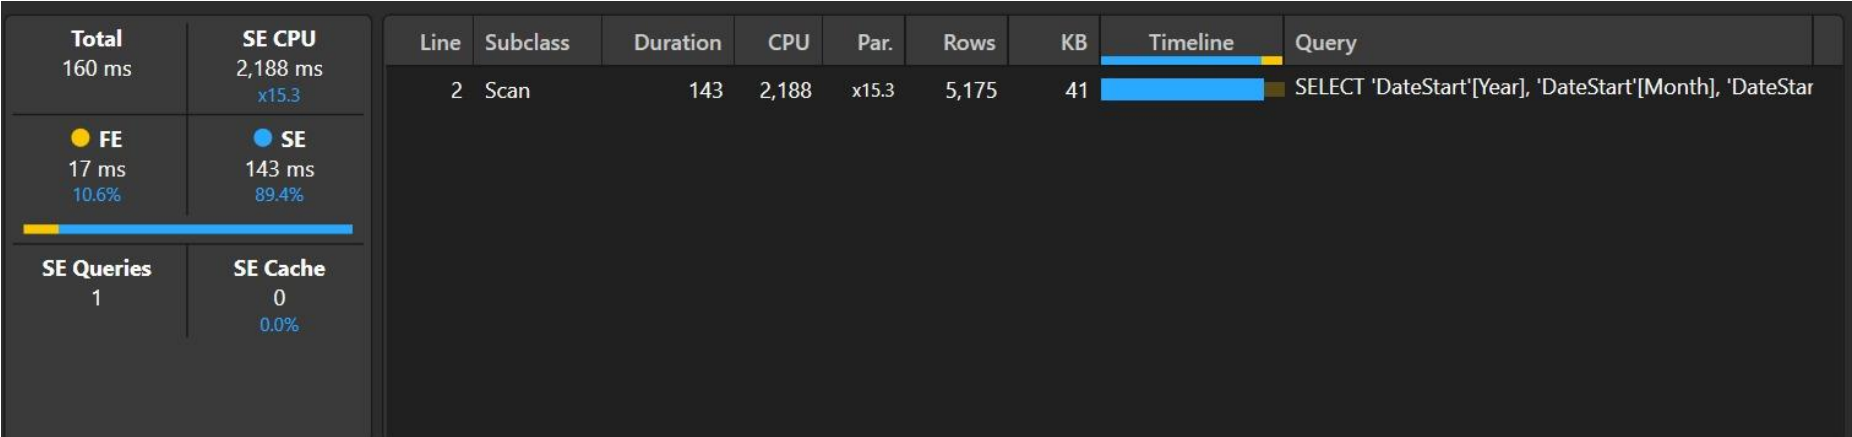 Total SE CPU
160 ms 2,188 ms
x15.3
FE SE
17 ms 143 ms
10.6% 89.4%
SE Queries SE Cache
1 0
0.0%
Line Subclass Duration CPU Par. Rows KB Timeline Query
2 Scan 143 2,188 x15.3 5,175 41 SELECT 'DateStart'[Year], 'DateStart'[Month], 'DateStar